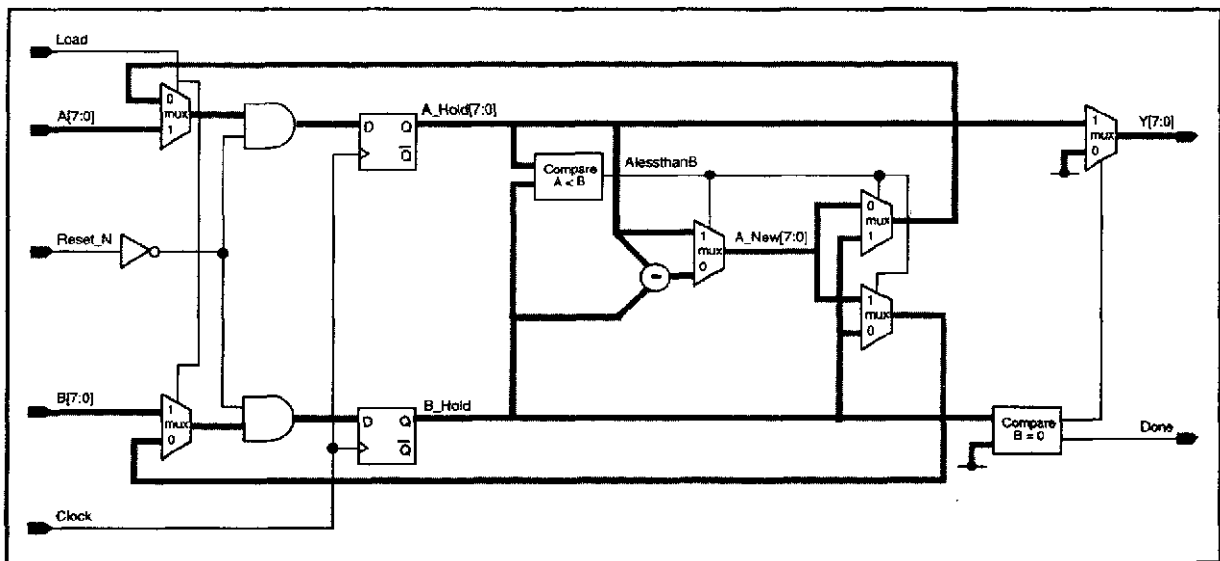 Load
A[7:0]
0
mux
1
D Q
Q
A_Hold[7:0]
Compare
A < B
AlessthanB
1
mux
0
A_New[7:0]
0
mux
1
1
mux
0
1
mux
0
Y[7:0]
Reset_N
-
B[7:0]
1
mux
0
D Q
Q
B_Hold
Compare
B = 0
Done
Clock